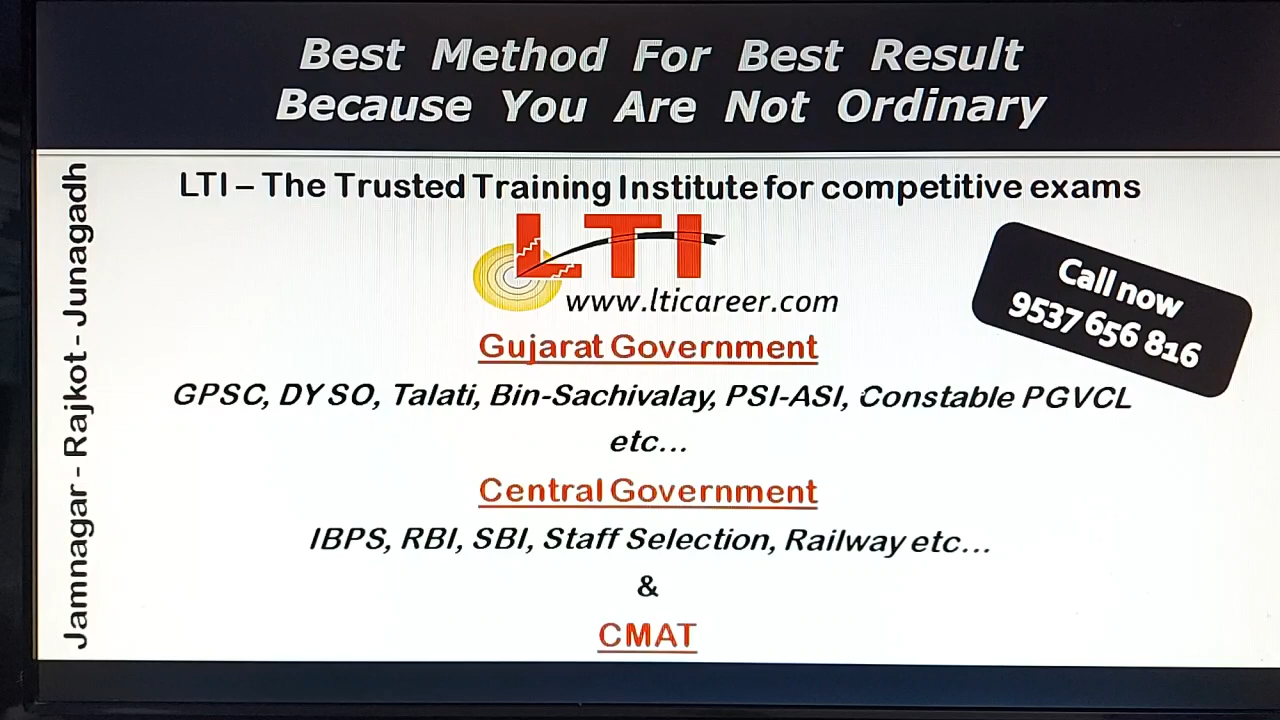 Best Method For Best Result
Because You Are Not Ordinary
Jamnagar - Rajkot - Junagadh
LTI – The Trusted Training Institute for competitive exams
LTI
www.lticareer.com
Call now
9537 656 816
Gujarat Government
GPSC, DY SO, Talati, Bin-Sachivalay, PSI-ASI, Constable PGVCL
etc...
Central Government
IBPS, RBI, SBI, Staff Selection, Railway etc...
&
CMAT